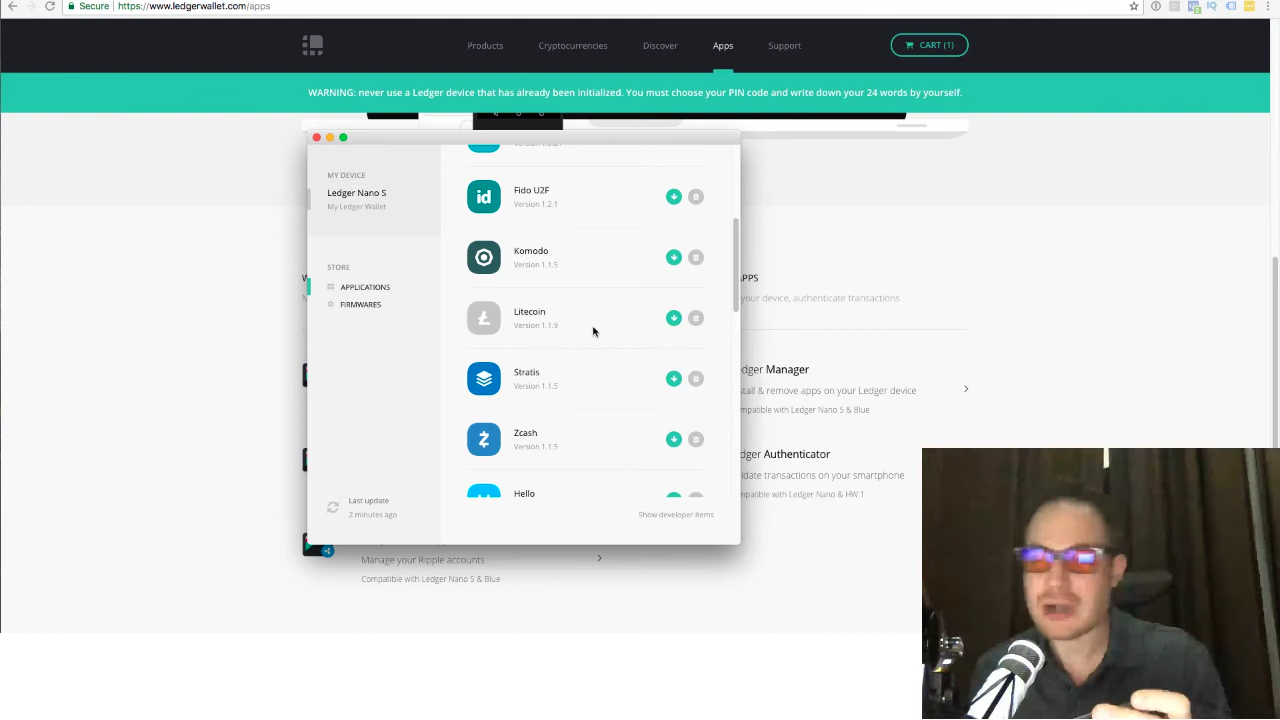 Secure
https://www.ledgerwallet.com/apps
Products
Cryptocurrencies
Discover
Apps
Support
CART (1)
WARNING: never use a Ledger device that has already been initialized. You must choose your PIN code and write down your 24 words by yourself.
MY DEVICE
Ledger Nano S
My Ledger Wallet
STORE
APPLICATIONS
FIRMWARES
Last update
2 minutes ago
id
Fido U2F
Version 1.2.1
Komodo
Version 1.1.5
Litecoin
Version 1.1.9
Stratis
Version 1.1.5
Zcash
Version 1.1.5
Hello
Show developer items
APPS
your device, authenticate transactions
dger Manager
stall & remove apps on your Ledger device
ompatible with Ledger Nano S & Blue
dger Authenticator
idate transactions on your smartphone
ompatible with Ledger Nano & HW 1
Manage your Ripple accounts
Compatible with Ledger Nano S & Blue